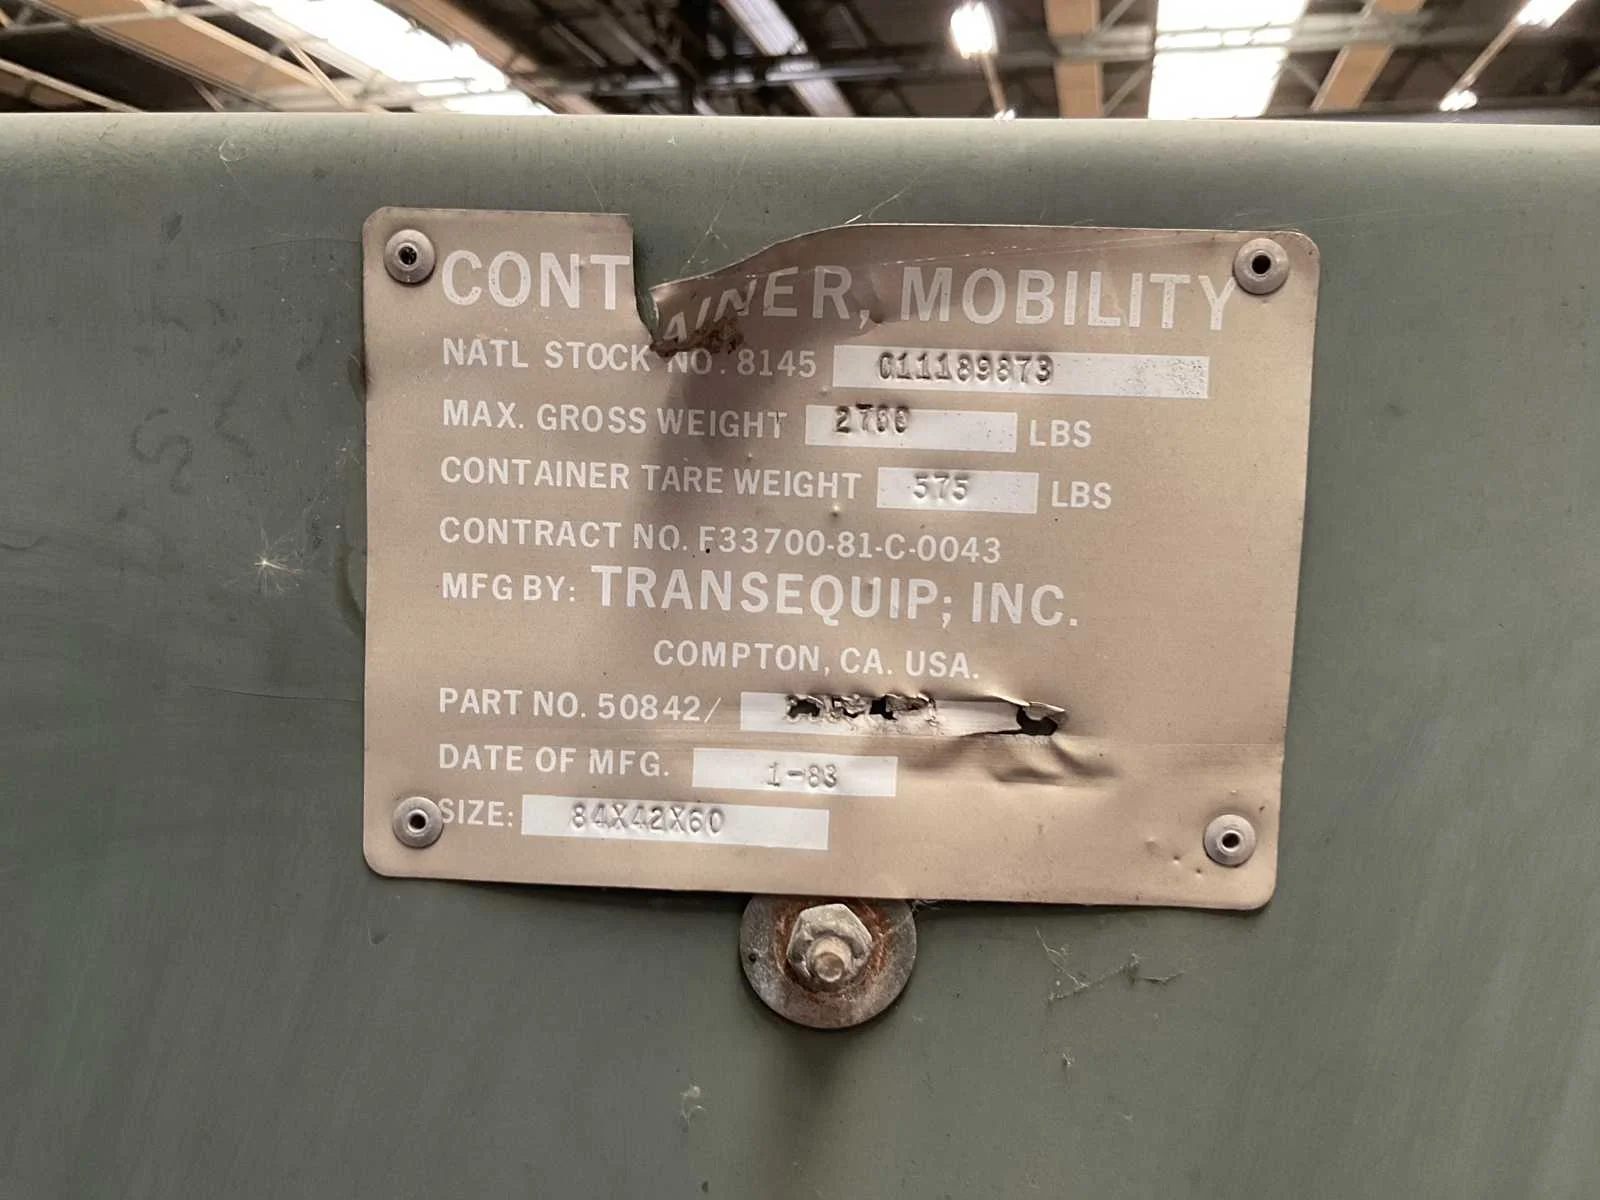 CONTAINER, MOBILITY
NATL STOCK NO. 8145 C11189873
MAX. GROSS WEIGHT 2700 LBS
CONTAINER TARE WEIGHT 575 LBS
CONTRACT NO. F33700-81-C-0043
MFG BY: TRANSEQUIP, INC.
COMPTON, CA. USA.
PART NO. 50842/
DATE OF MFG. 1-83
SIZE: 84X42X60